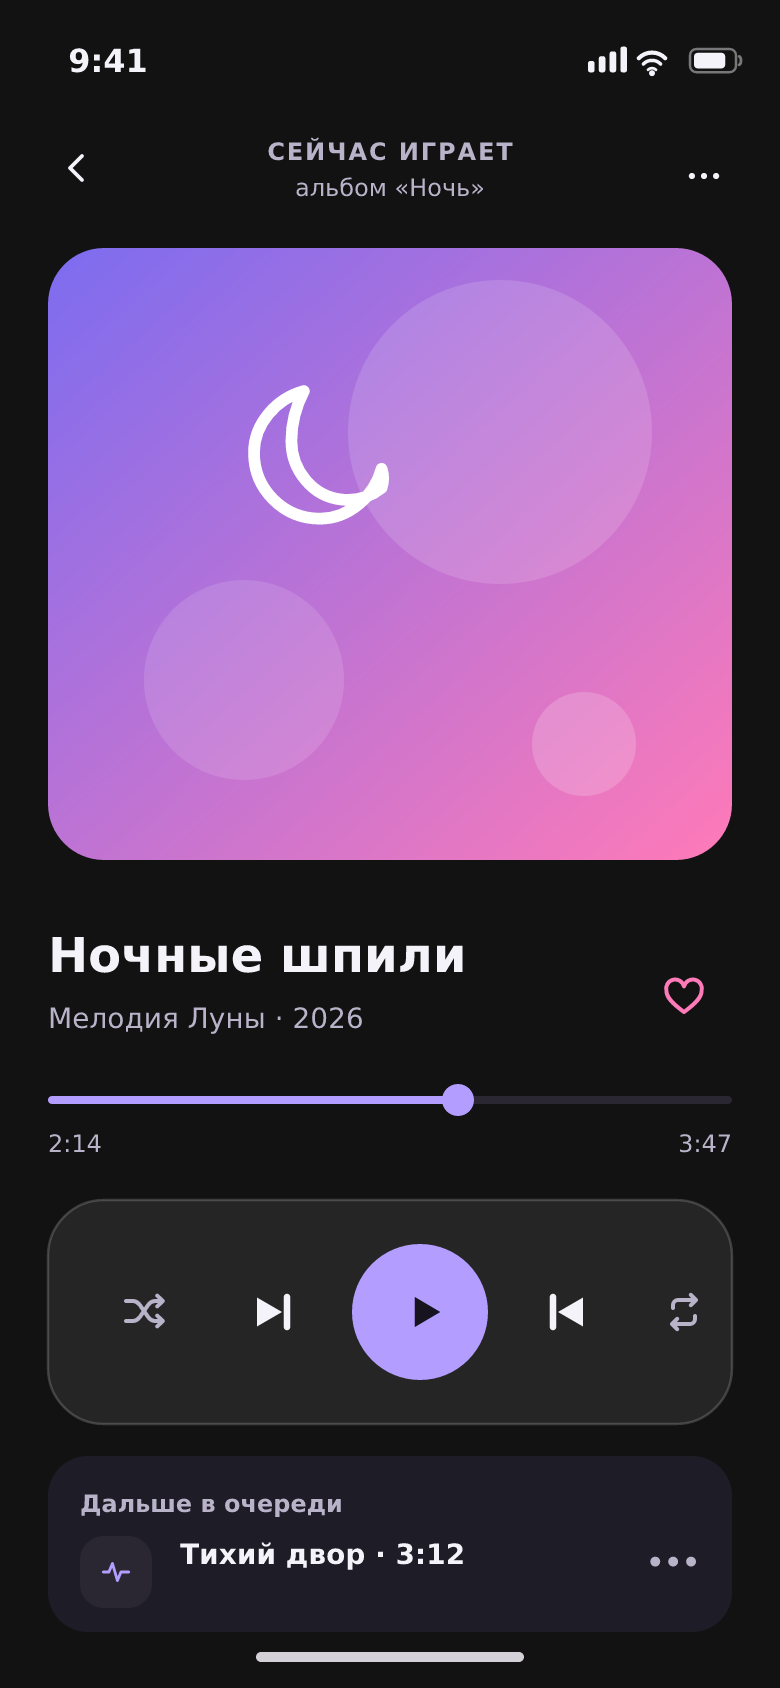 9:41
СЕЙЧАС ИГРАЕТ
альбом «Ночь»
Ночные шпили
Мелодия Луны · 2026
2:14
3:47
Дальше в очереди
Тихий двор · 3:12